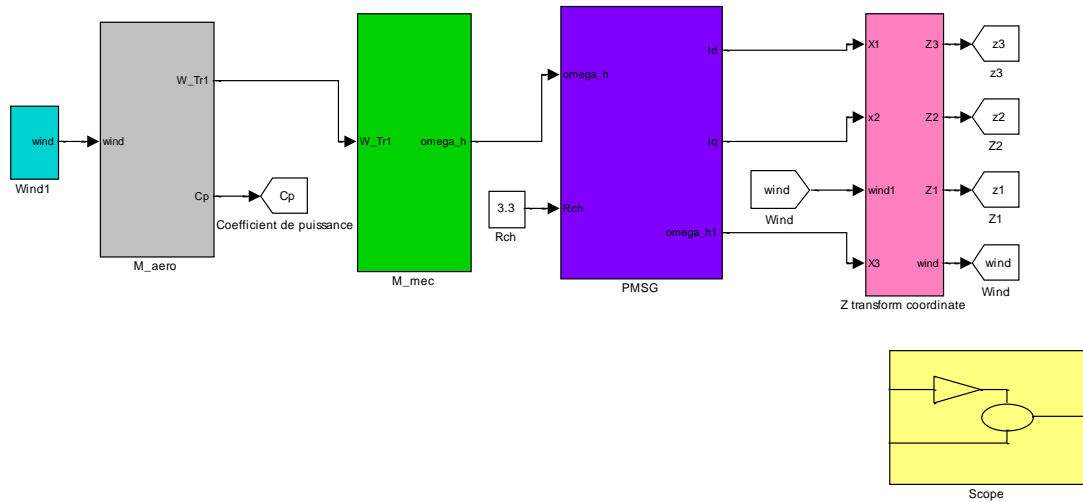 wind
Wind1
wind
W_Tr1
Cp
M_aero
Cp
Coefficient de puissance
W_Tr1
omega_h
M_mec
3.3
Rch
omega_h
Rch
Id
Iq
omega_h1
PMSG
wind
Wind
X1
x2
wind1
X3
Z3
Z2
Z1
wind
Z transform coordinate
z3
z3
z2
Z2
z1
Z1
wind
Wind
Scope